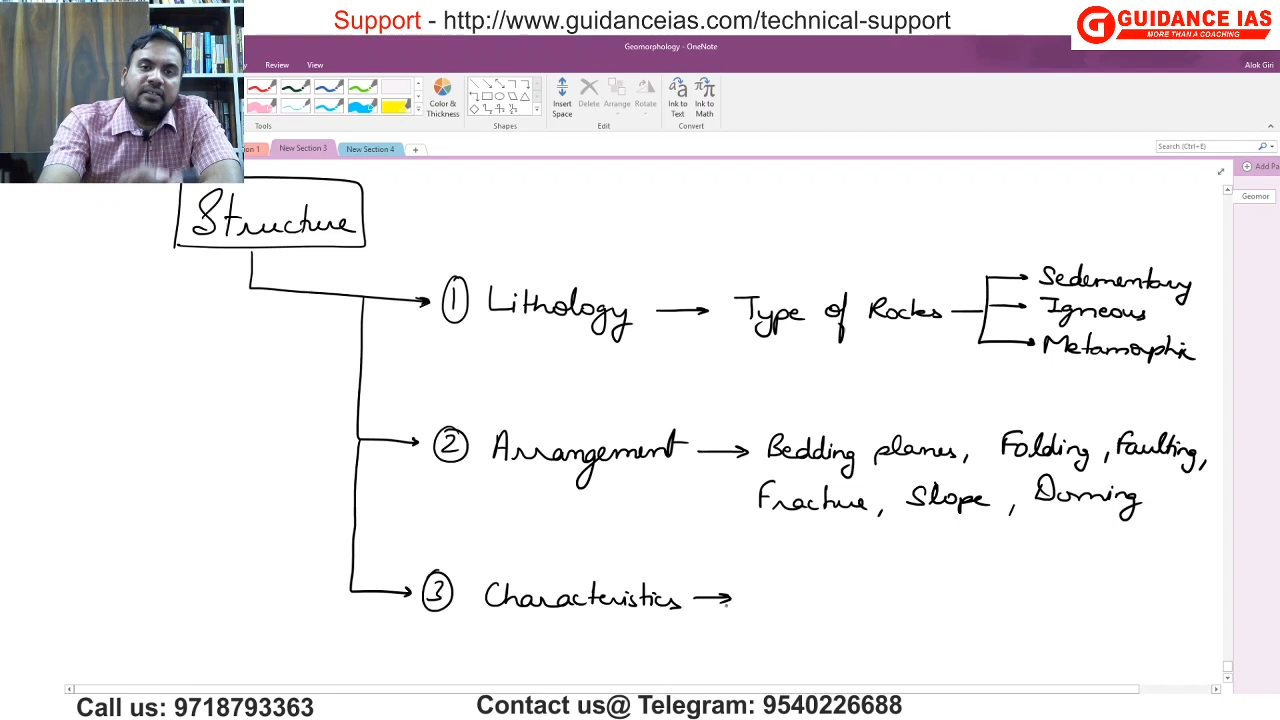 Support - http://www.guidanceias.com/technical-support
GUIDANCE IAS
MORE THAN A COACHING
Geomorphology - OneNote
Review View
Alok Giri
Color & Thickness
Insert Space
Delete
Arrange
Rotate
Ink to Text
Ink to Math
Tools
Shapes
Edit
Convert
New Section 3
New Section 4
Search (Ctrl+E)
Geomor
Structure
① Lithology → Type of Rocks
Sedementary
Igneous
Metamorphic
② Arrangement → Bedding planes, Folding, Faulting,
Fracture, Slope, Doming
③ Characteristics →
Call us: 9718793363
Contact us@ Telegram: 9540226688